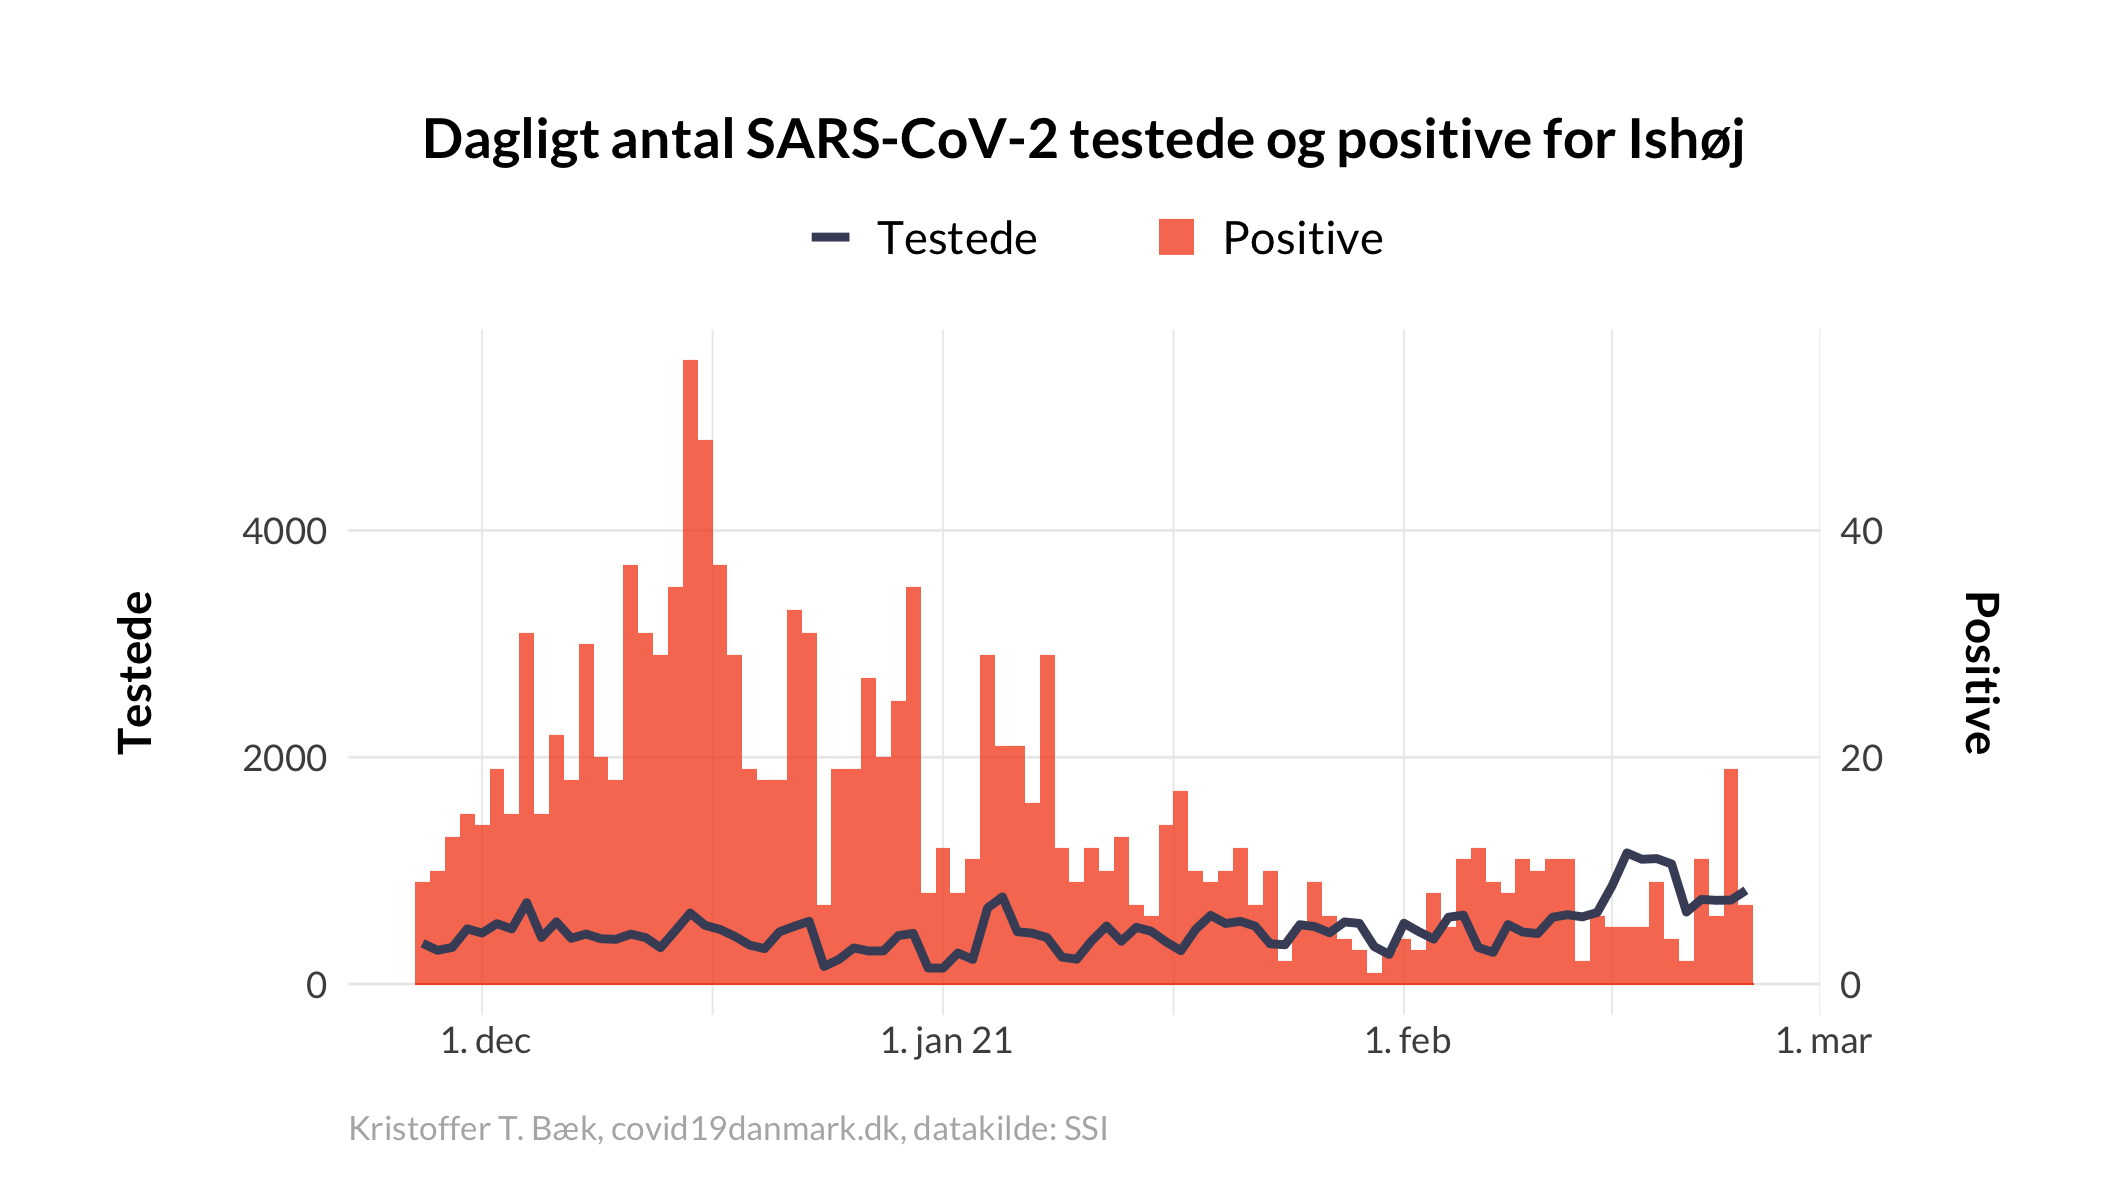 Dagligt antal SARS-CoV-2 testede og positive for Ishøj
Testede
Positive
4000
2000
0
Testede
40
20
0
Positive
1. dec
1. jan 21
1. feb
1. mar
Kristoffer T. Bæk, covid19danmark.dk, datakilde: SSI